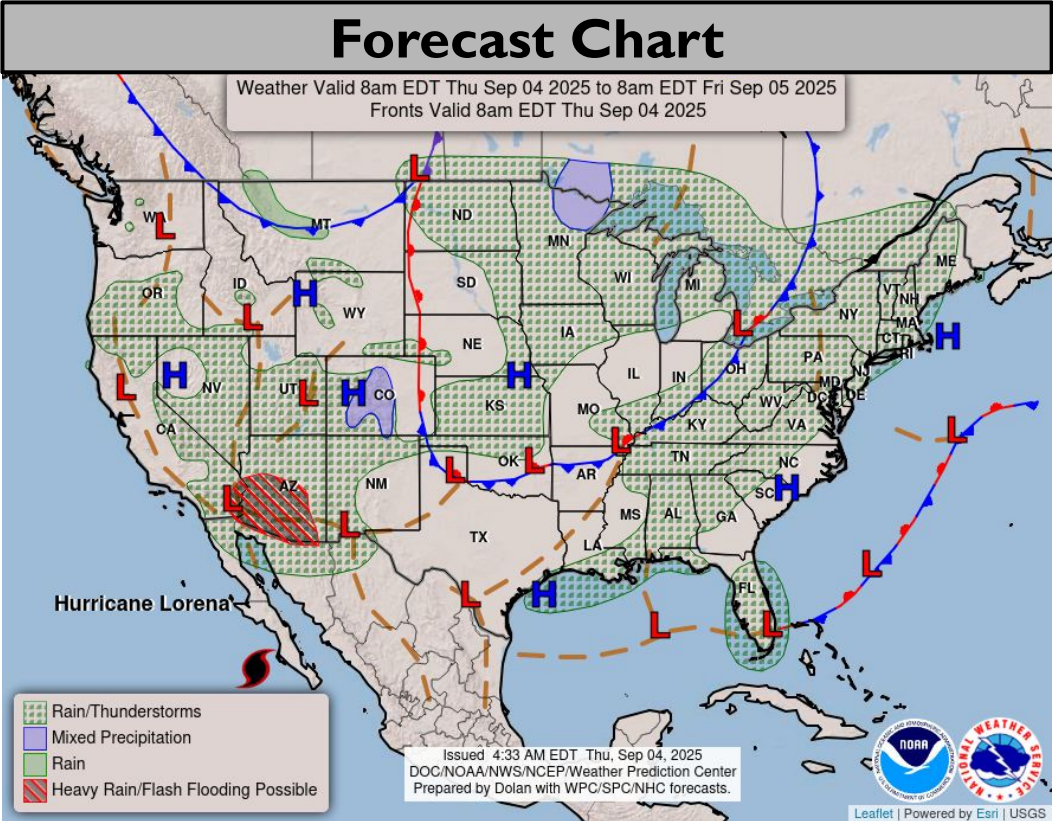 Forecast Chart
Weather Valid 8am EDT Thu Sep 04 2025 to 8am EDT Fri Sep 05 2025
Fronts Valid 8am EDT Thu Sep 04 2025
L
W
L
MT
ND
MN
WI
MI
ME
VT
NH
MA
CT
RI
H
NY
OR
ID
H
WY
SD
L
L
IA
NE
PA
NJ
OH
MD
DE
DC
L
H
NV
UT
L
H
CO
H
KS
IL
IN
MO
WV
VA
KY
CA
L
L
OK
L
L
AR
TN
NC
SC
H
L
AZ
NM
L
TX
MS
AL
GA
LA
L
L
H
FL
L
L
Hurricane Lorena
Rain/Thunderstorms
Mixed Precipitation
Rain
Heavy Rain/Flash Flooding Possible
Issued 4:33 AM EDT Thu, Sep 04, 2025
DOC/NOAA/NWS/NCEP/Weather Prediction Center
Prepared by Dolan with WPC/SPC/NHC forecasts.
NOAA
NATIONAL WEATHER SERVICE
Leaflet | Powered by Esri | USGS